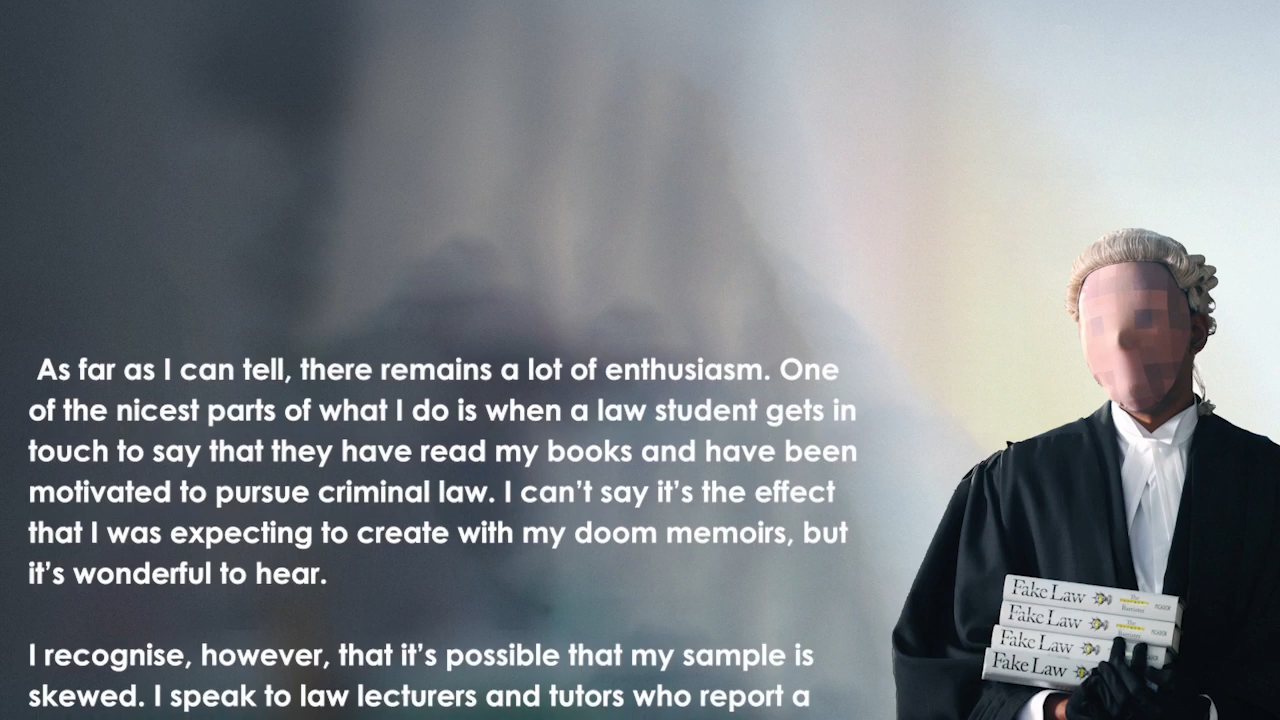 As far as I can tell, there remains a lot of enthusiasm. One
of the nicest parts of what I do is when a law student gets in
touch to say that they have read my books and have been
motivated to pursue criminal law. I can’t say it’s the effect
that I was expecting to create with my doom memoirs, but
it’s wonderful to hear.
I recognise, however, that it’s possible that my sample is
skewed. I speak to law lecturers and tutors who report a
Fake Law The
Fake Law The
Fake Law
Fake Law